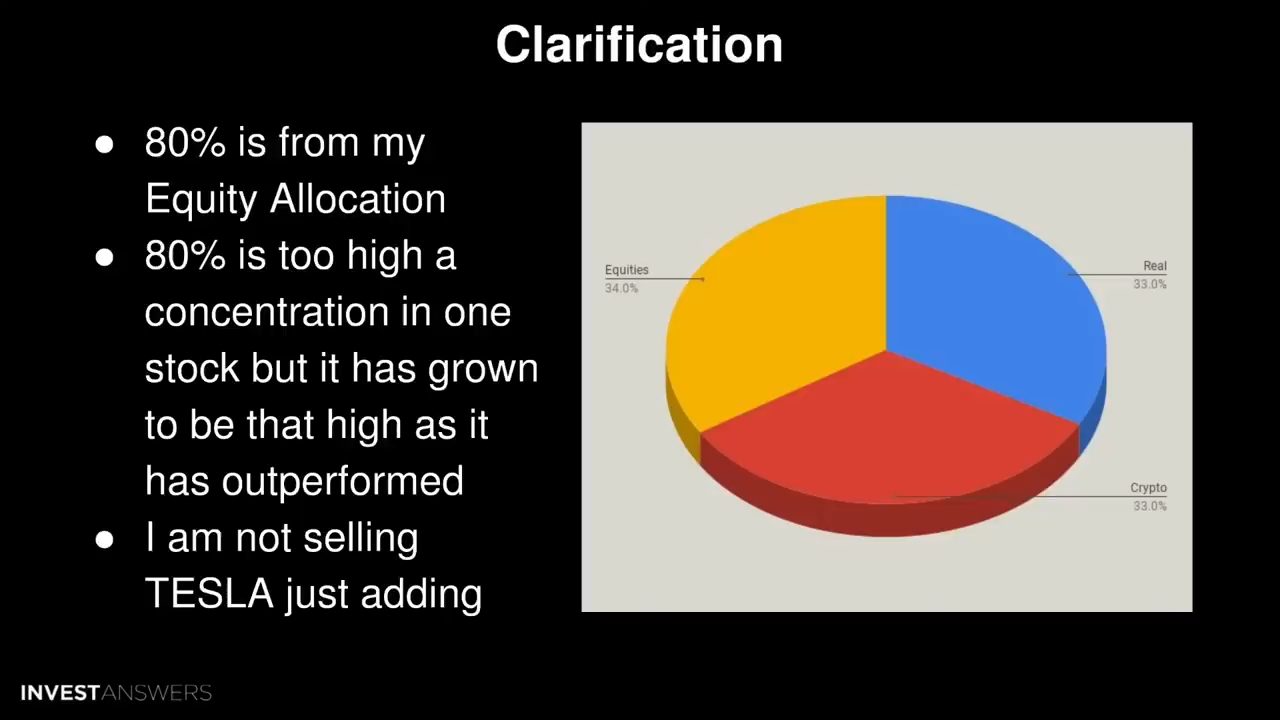 Clarification
● 80% is from my
Equity Allocation
● 80% is too high a
concentration in one
stock but it has grown
to be that high as it
has outperformed
● I am not selling
TESLA just adding
Equities
34.0%
Real
33.0%
Crypto
33.0%
INVESTANSWERS